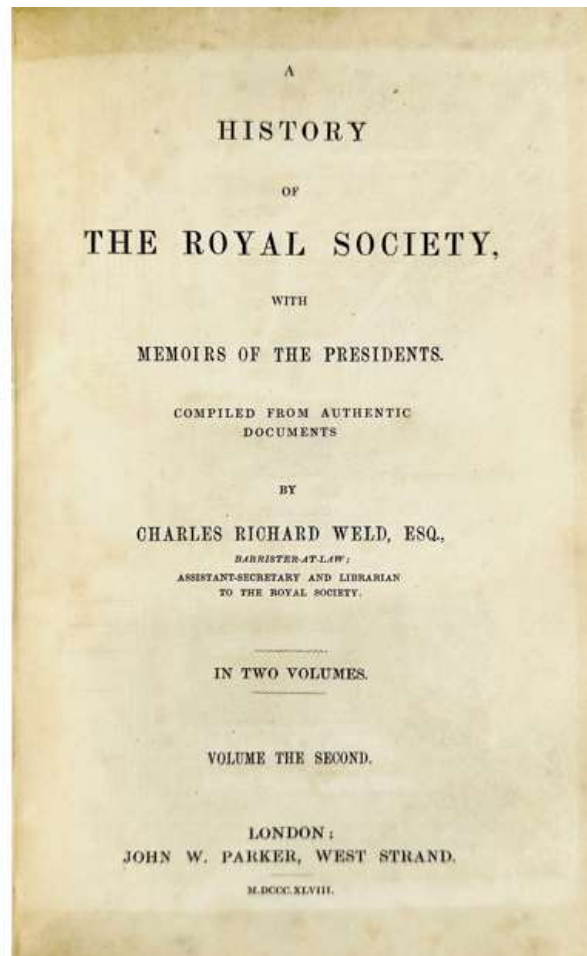 A
HISTORY
OF
THE ROYAL SOCIETY,
WITH
MEMOIRS OF THE PRESIDENTS.
COMPILED FROM AUTHENTIC
DOCUMENTS
BY
CHARLES RICHARD WELD, ESQ.,
BARRISTER-AT-LAW;
ASSISTANT-SECRETARY AND LIBRARIAN
TO THE ROYAL SOCIETY.
IN TWO VOLUMES.
VOLUME THE SECOND.
LONDON:
JOHN W. PARKER, WEST STRAND.
M.DCCC.XLVIII.